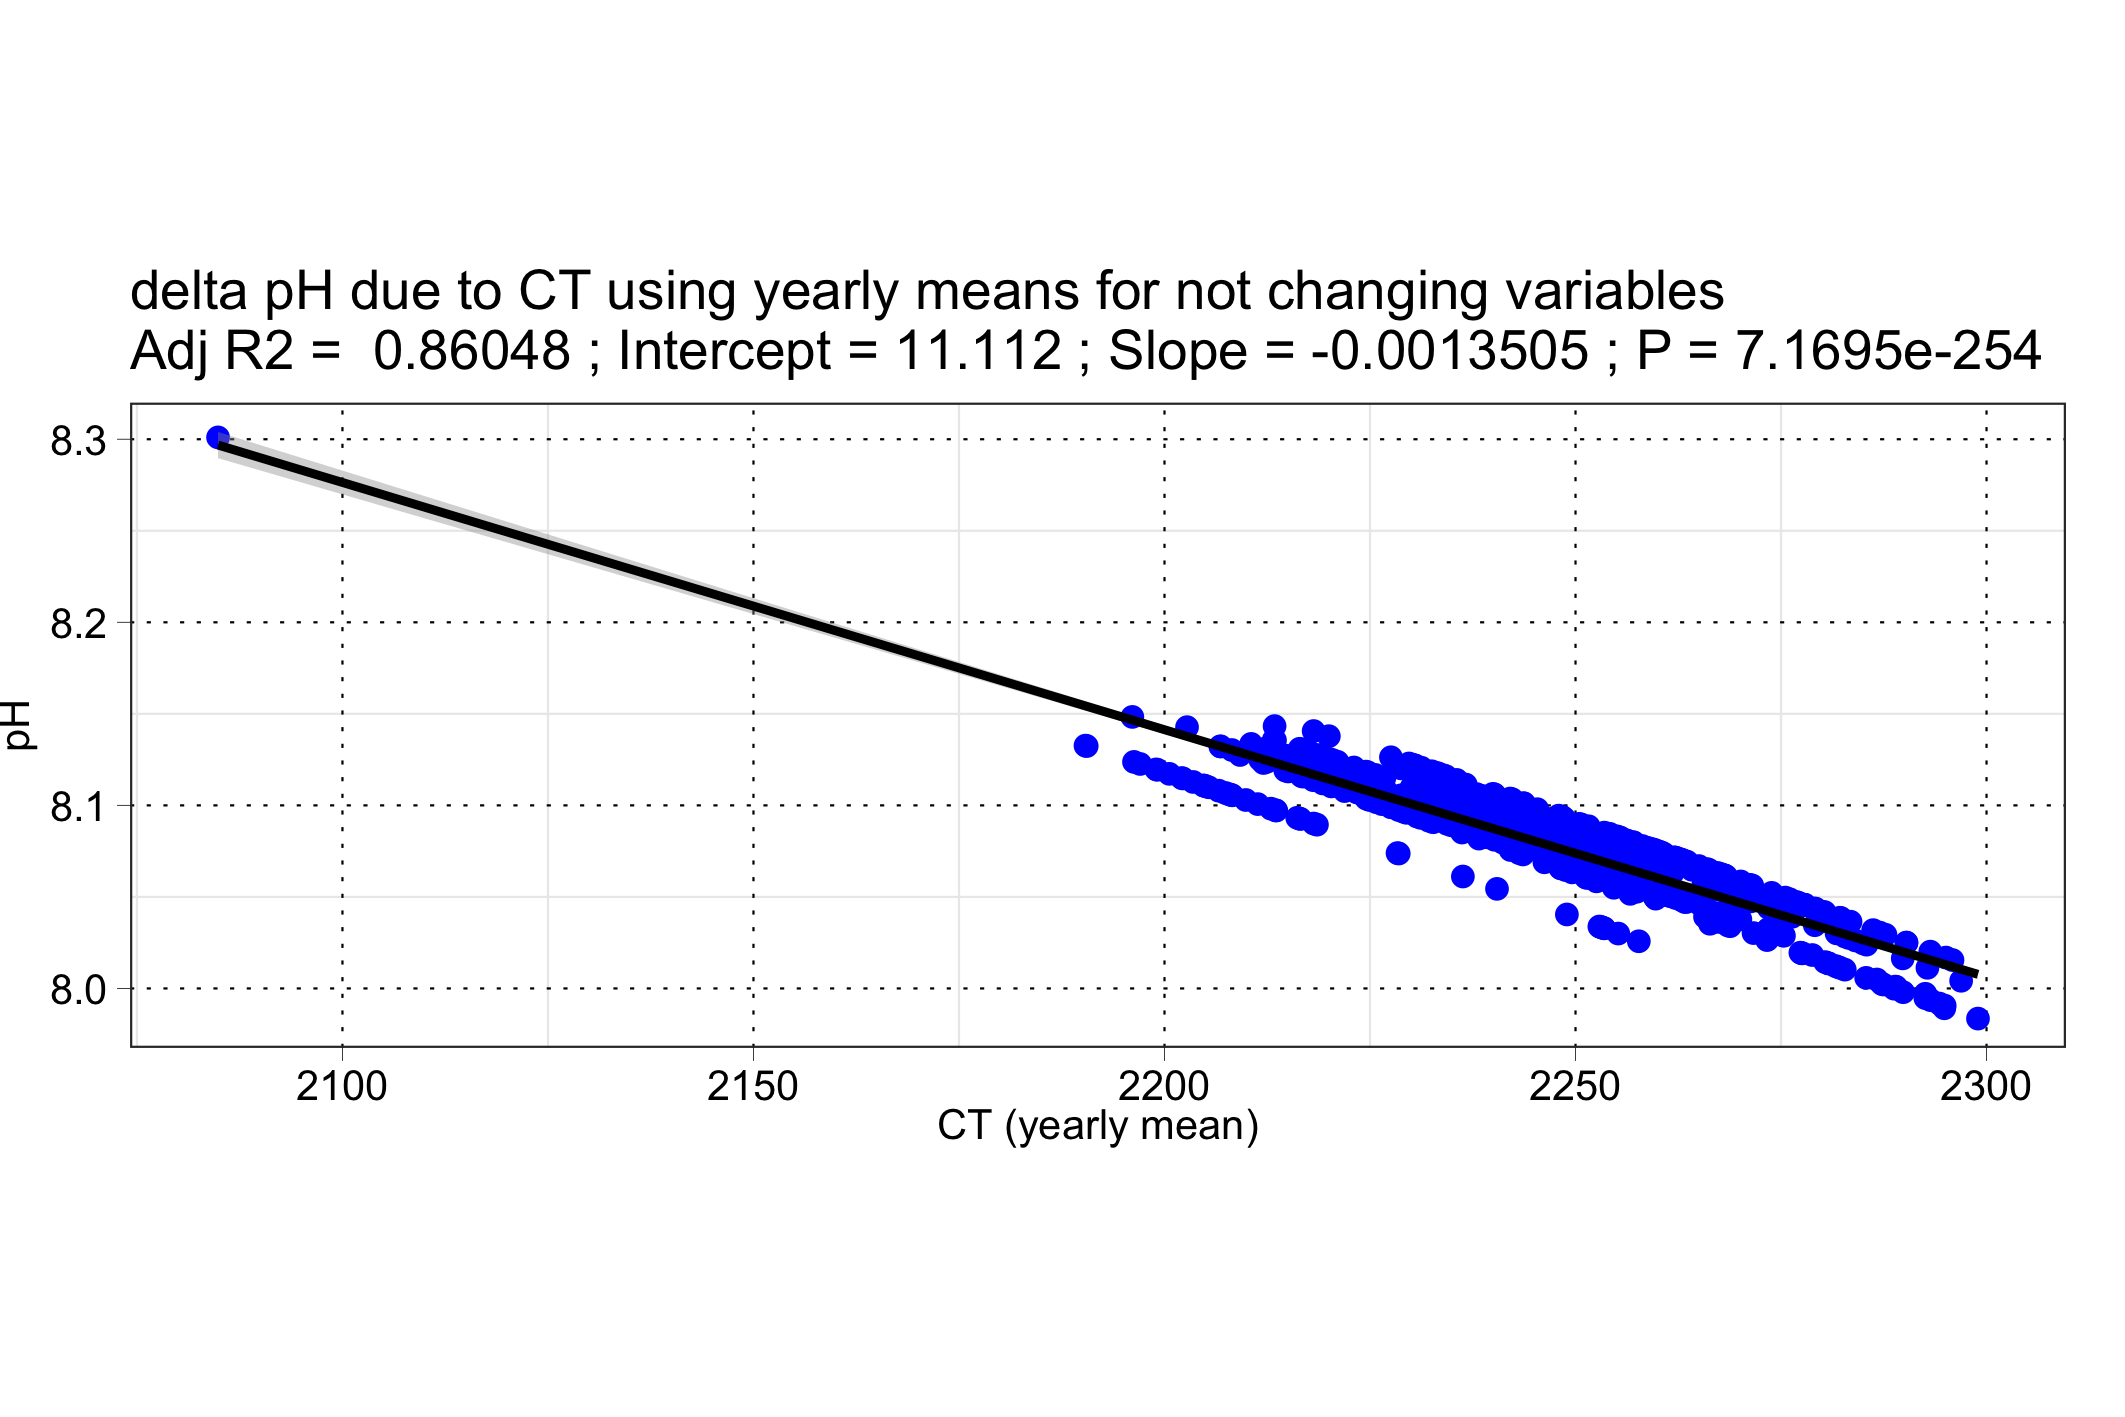 delta pH due to CT using yearly means for not changing variables
Adj R2 =  0.86048 ; Intercept = 11.112 ; Slope = -0.0013505 ; P = 7.1695e-254
8.3
8.2
8.1
8.0
pH
2100 2150 2200 2250 2300
CT (yearly mean)